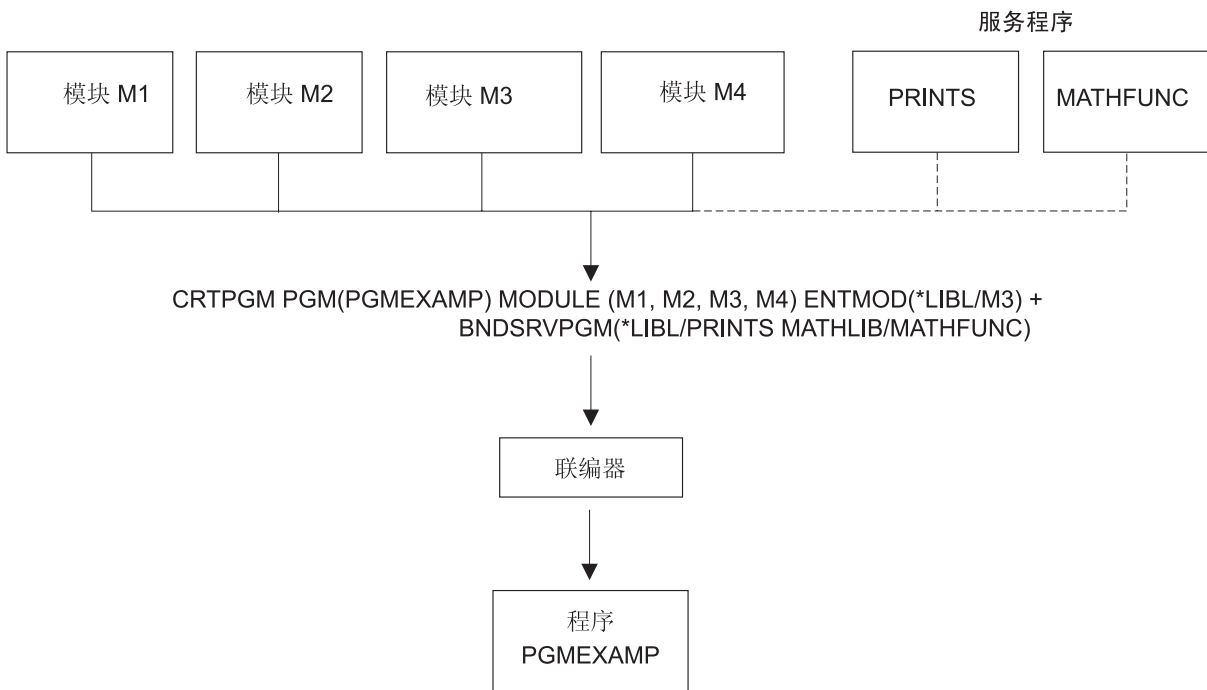 服务程序
模块 M1
模块 M2
模块 M3
模块 M4
PRINTS
MATHFUNC
CRTPGM PGM(PGMEXAMP) MODULE (M1, M2, M3, M4) ENTMOD(*LIBL/M3) +
BNDSRVPGM(*LIBL/PRINTS MATHLIB/MATHFUNC)
联编器
程序
PGMEXAMP